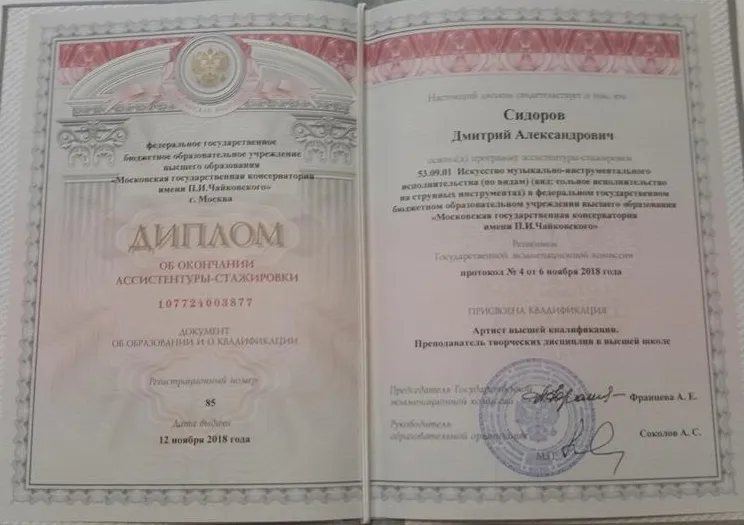 федеральное государственное
бюджетное образовательное учреждение
высшего образования
«Московская государственная консерватория
имени П.И.Чайковского»
г. Москва
ДИПЛОМ
ОБ ОКОНЧАНИИ
АССИСТЕНТУРЫ-СТАЖИРОВКИ
107724003877
ДОКУМЕНТ
ОБ ОБРАЗОВАНИИ И О КВАЛИФИКАЦИИ
Регистрационный номер
85
Дата выдачи
12 ноября 2018 года
Настоящий диплом свидетельствует о том, что
Сидоров
Дмитрий Александрович
освоил(а) программу ассистентуры-стажировки
53.09.01 Искусство музыкально-инструментального
исполнительства (по видам) (вид: сольное исполнительство
на струнных инструментах) в федеральном государственном
бюджетном образовательном учреждении высшего образования
«Московская государственная консерватория
имени П.И.Чайковского»
Решением
Государственной экзаменационной комиссии
протокол № 4 от 6 ноября 2018 года
ПРИСВОЕНА КВАЛИФИКАЦИЯ
Артист высшей квалификации.
Преподаватель творческих дисциплин в высшей школе
Председатель Государственной
экзаменационной комиссии
Францева А. Е.
Руководитель
образовательной организации
Соколов А. С.
М.П.